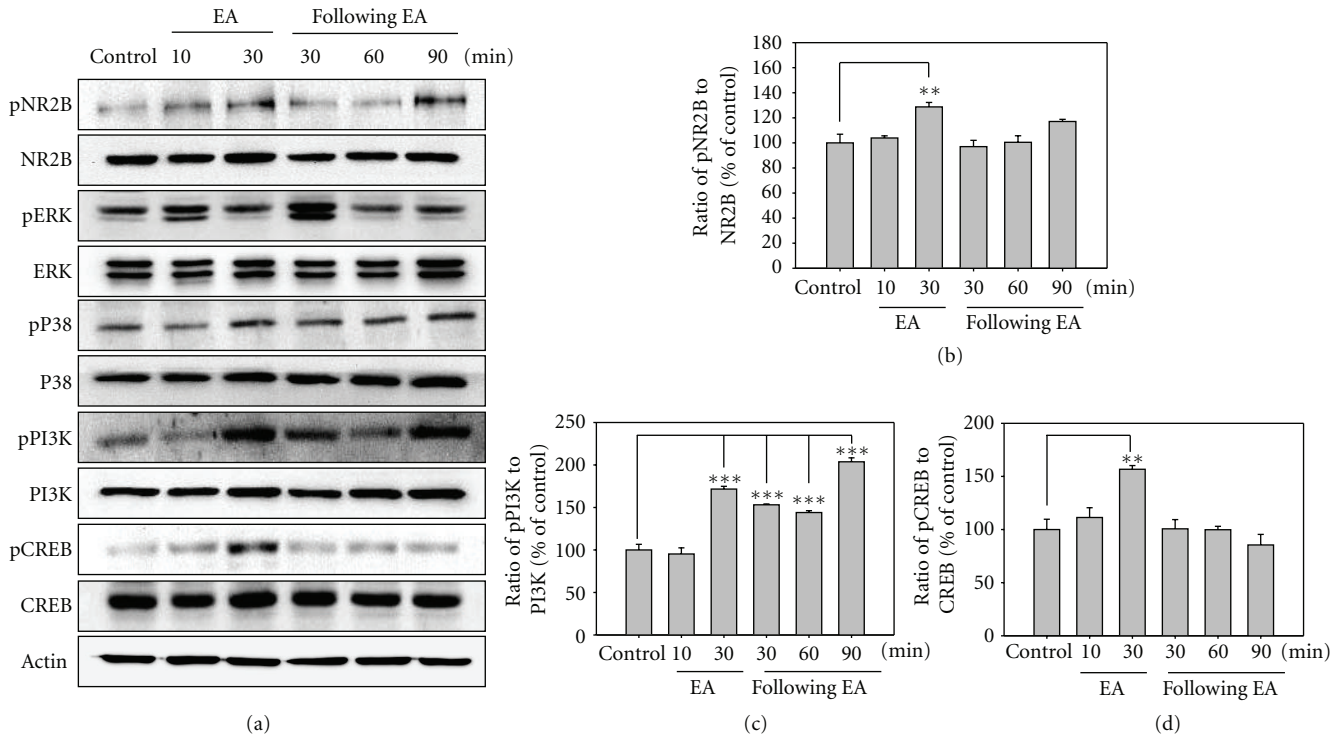 EA Following EA
Control 10 30 30 60 90 (min)
pNR2B
NR2B
pERK
ERK
pP38
P38
pPI3K
PI3K
pCREB
CREB
Actin
(a)
Ratio of pNR2B to
NR2B (% of control)
180
160
140
120
100
80
60
40
20
0
**
Control 10 30 30 60 90 (min)
EA Following EA
(b)
Ratio of pPI3K to
PI3K (% of control)
250
200
150
100
50
0
*** *** *** ***
Control 10 30 30 60 90 (min)
EA Following EA
(c)
Ratio of pCREB to
CREB (% of control)
200
150
100
50
0
**
Control 10 30 30 60 90 (min)
EA Following EA
(d)